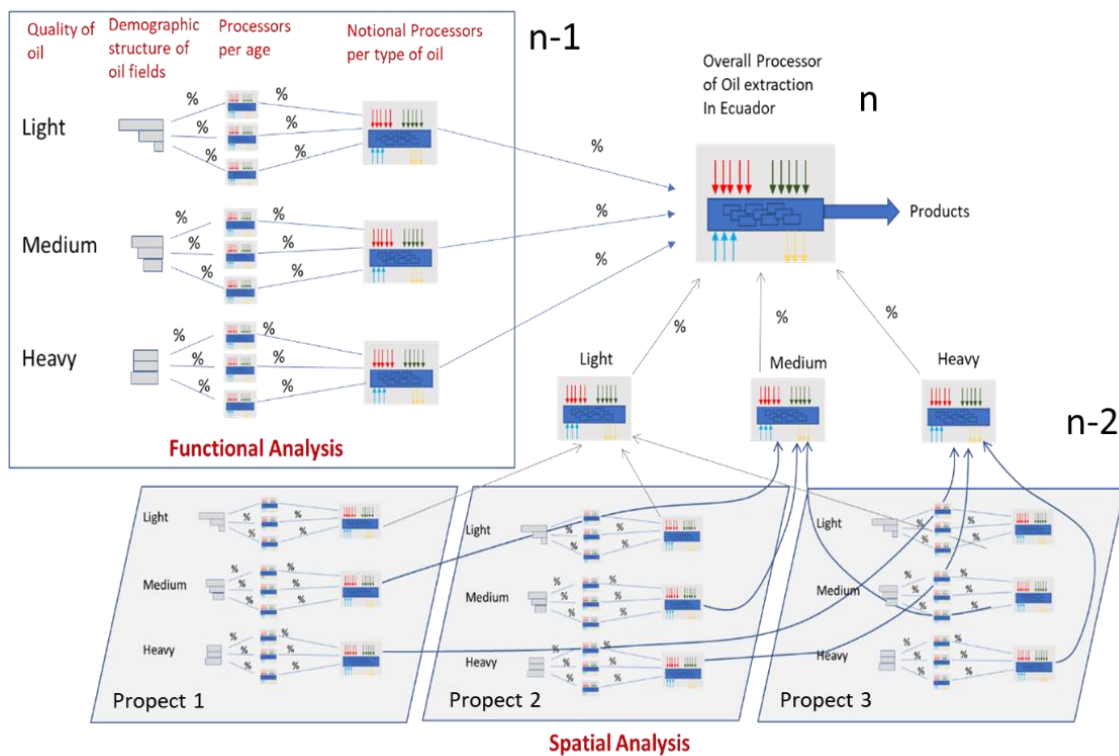 Quality of
oil
Demographic
structure of
oil fields
Processors
per age
Notional Processors
per type of oil
n-1
Overall Processor
of Oil extraction
In Ecuador
n
Light
%
%
%
%
%
%
Medium
%
%
%
%
%
%
Heavy
%
%
%
%
%
%
Functional Analysis
%
%
%
Products
%
%
%
Light
Medium
Heavy
n-2
Light
%
%
%
%
Medium
%
%
%
%
Heavy
%
%
%
%
Propect 1
Light
%
%
%
%
Medium
%
%
%
%
Heavy
%
%
%
%
Propect 2
Light
%
%
%
%
Medium
%
%
%
%
Heavy
%
%
%
%
Propect 3
Spatial Analysis